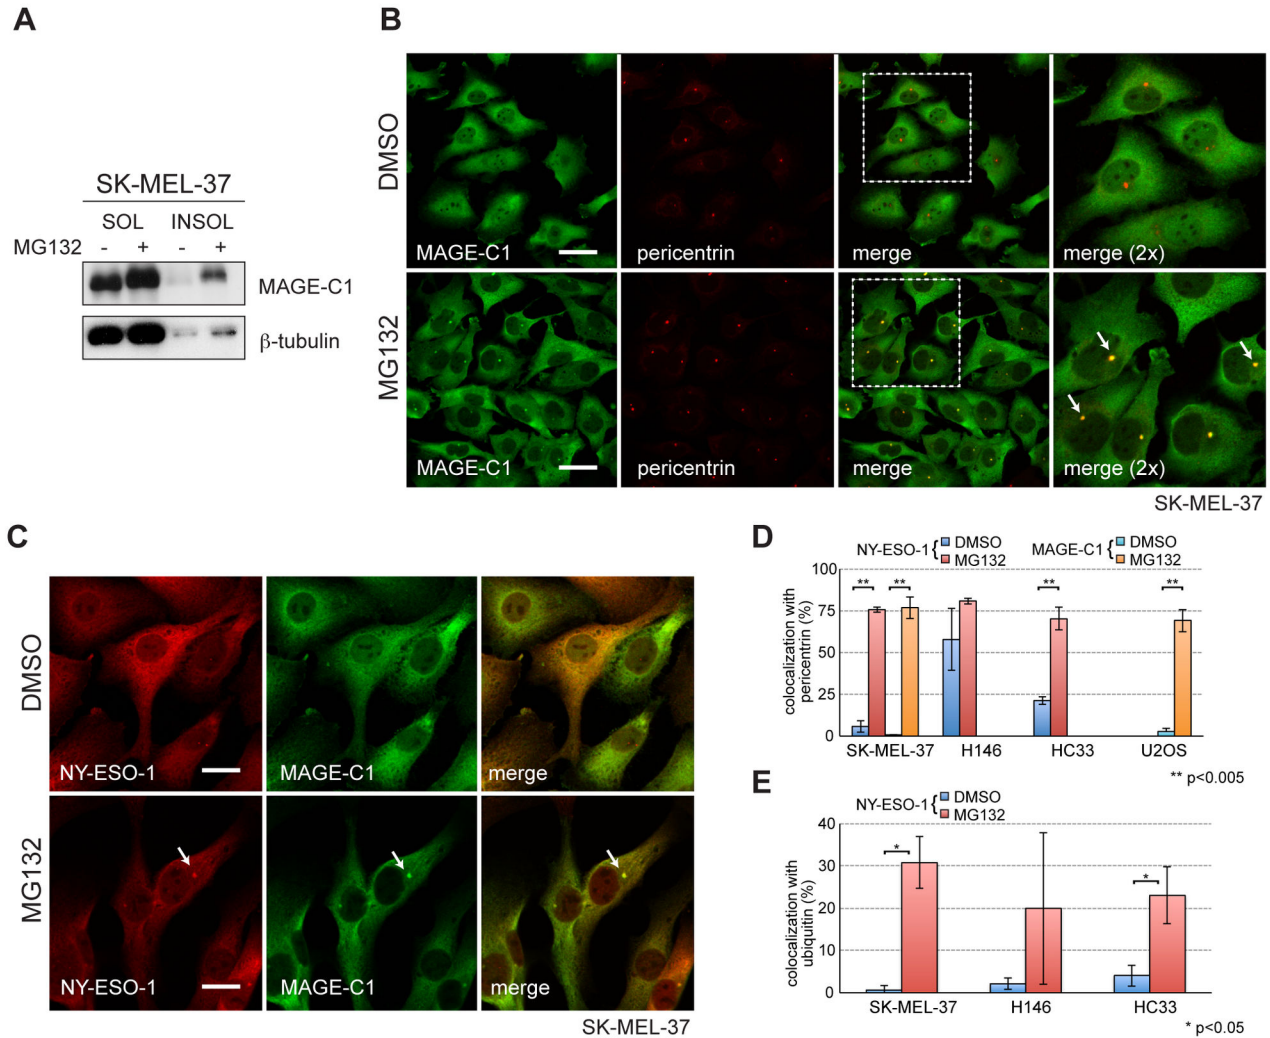 A
SK-MEL-37
SOL INSOL
MG132 - + - +
MAGE-C1
β-tubulin
B
DMSO
MAGE-C1 pericentrin merge merge (2x)
MG132
MAGE-C1 pericentrin merge merge (2x)
SK-MEL-37
C
DMSO
NY-ESO-1 MAGE-C1 merge
MG132
NY-ESO-1 MAGE-C1 merge
SK-MEL-37
D
NY-ESO-1 { DMSO
MG132
MAGE-C1 { DMSO
MG132
colocalization with
pericentrin (%)
100
75
50
25
0
** ** ** **
SK-MEL-37 H146 HC33 U2OS
** p<0.005
E
NY-ESO-1 { DMSO
MG132
colocalization with
ubiquitin (%)
40
30
20
10
0
* *
SK-MEL-37 H146 HC33
* p<0.05